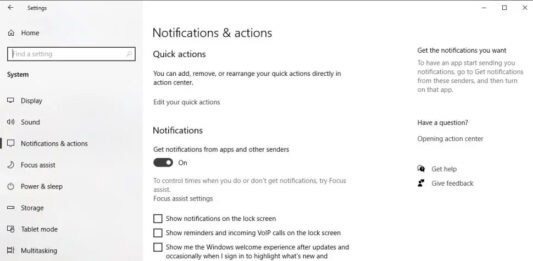 Settings
Home
Find a setting
System
Display
Sound
Notifications & actions
Focus assist
Power & sleep
Storage
Tablet mode
Multitasking
Notifications & actions
Quick actions
You can add, remove, or rearrange your quick actions directly in
action center.
Edit your quick actions
Notifications
Get notifications from apps and other senders
On
To control times when you do or don't get notifications, try Focus
assist.
Focus assist settings
Show notifications on the lock screen
Show reminders and incoming VoIP calls on the lock screen
Show me the Windows welcome experience after updates and
occasionally when I sign in to highlight what's new and
Get the notifications you want
To have an app start sending you
notifications, go to Get notifications
from these senders, and then turn
on that app.
Have a question?
Opening action center
Get help
Give feedback